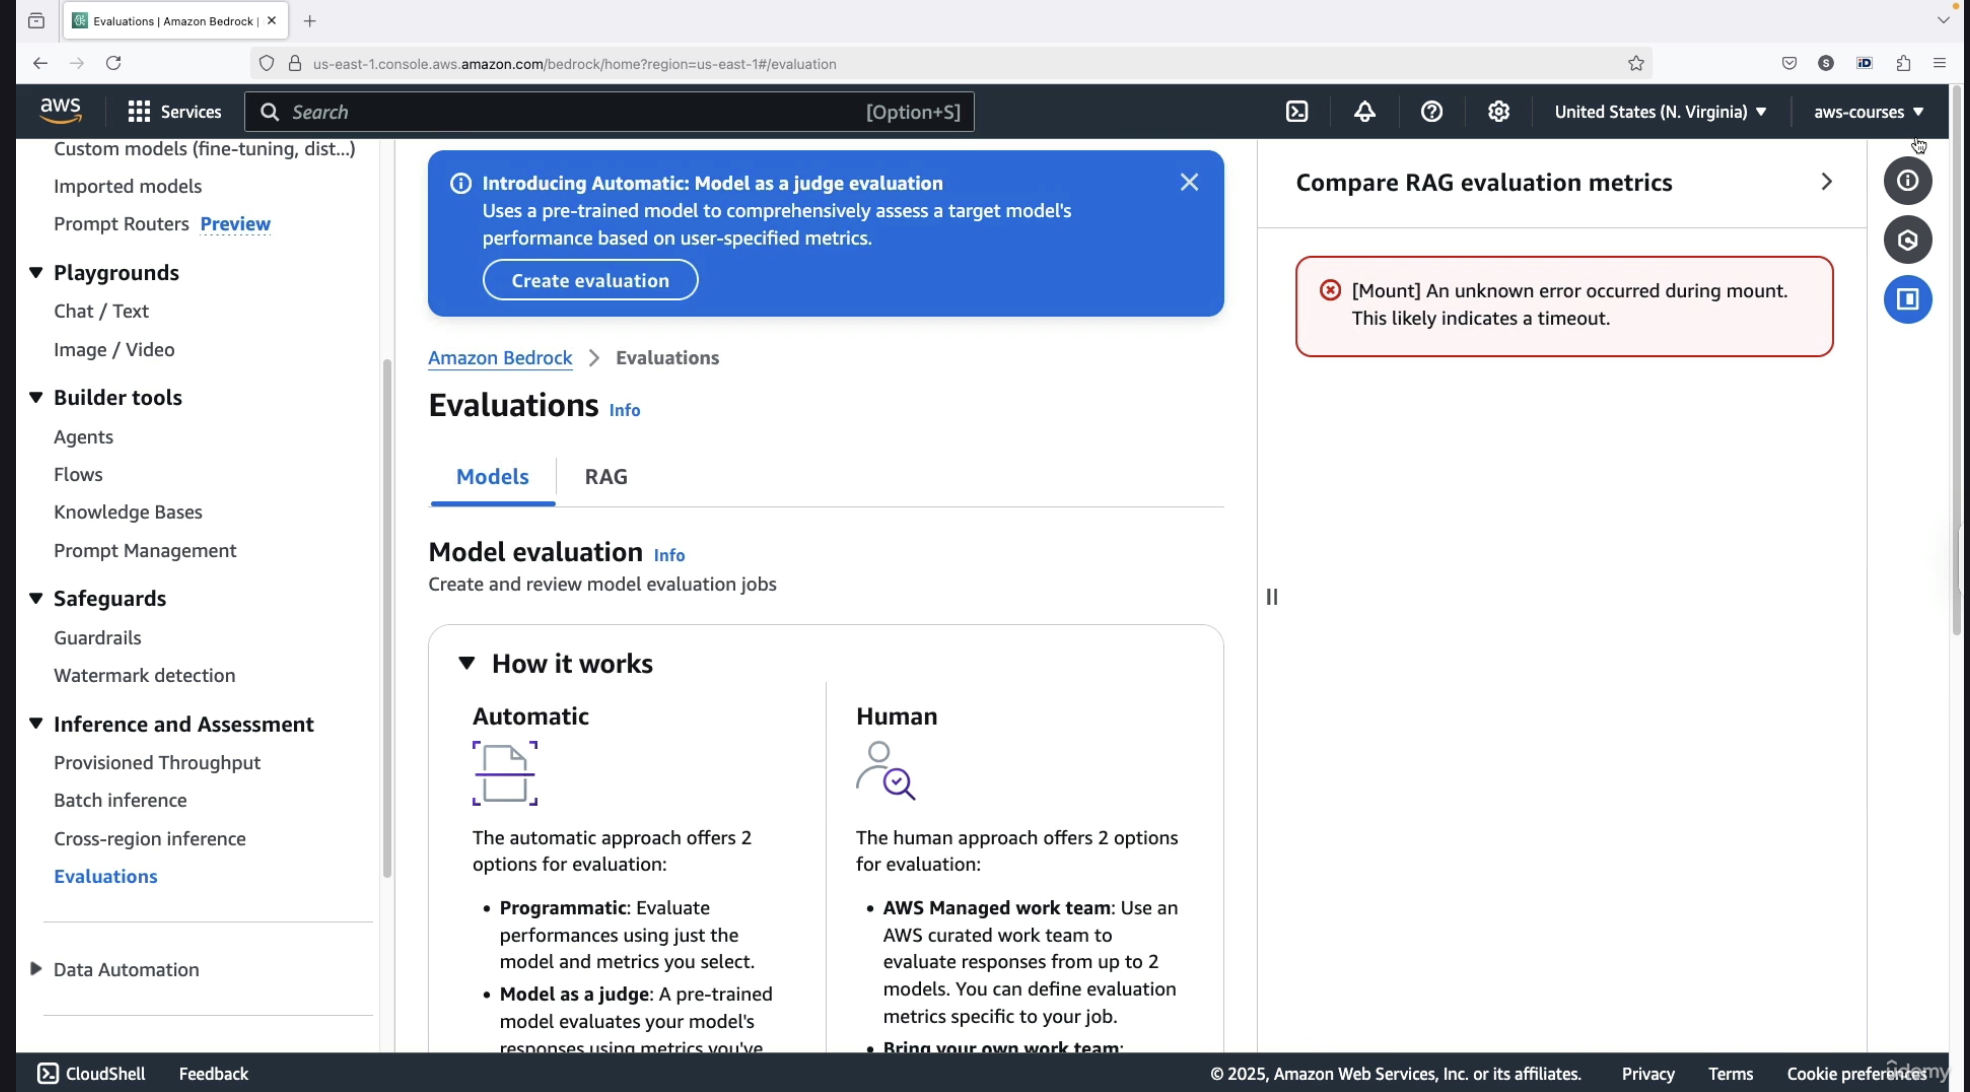 Evaluations | Amazon Bedrock |
us-east-1.console.aws.amazon.com/bedrock/home?region=us-east-1#/evaluation
aws
Services
Search
[Option+S]
United States (N. Virginia)
aws-courses
Custom models (fine-tuning, dist...)
Imported models
Prompt Routers Preview
Playgrounds
Chat / Text
Image / Video
Builder tools
Agents
Flows
Knowledge Bases
Prompt Management
Safeguards
Guardrails
Watermark detection
Inference and Assessment
Provisioned Throughput
Batch inference
Cross-region inference
Evaluations
Data Automation
Introducing Automatic: Model as a judge evaluation
Uses a pre-trained model to comprehensively assess a target model's
performance based on user-specified metrics.
Create evaluation
Amazon Bedrock > Evaluations
Evaluations Info
Models
RAG
Model evaluation Info
Create and review model evaluation jobs
How it works
Automatic
The automatic approach offers 2
options for evaluation:
• Programmatic: Evaluate
performances using just the
model and metrics you select.
• Model as a judge: A pre-trained
model evaluates your model's
responses using metrics you've
Human
The human approach offers 2 options
for evaluation:
• AWS Managed work team: Use an
AWS curated work team to
evaluate responses from up to 2
models. You can define evaluation
metrics specific to your job.
• Bring your own work team:
Compare RAG evaluation metrics
[Mount] An unknown error occurred during mount.
This likely indicates a timeout.
CloudShell
Feedback
© 2025, Amazon Web Services, Inc. or its affiliates.
Privacy
Terms
Cookie preferences
udemy